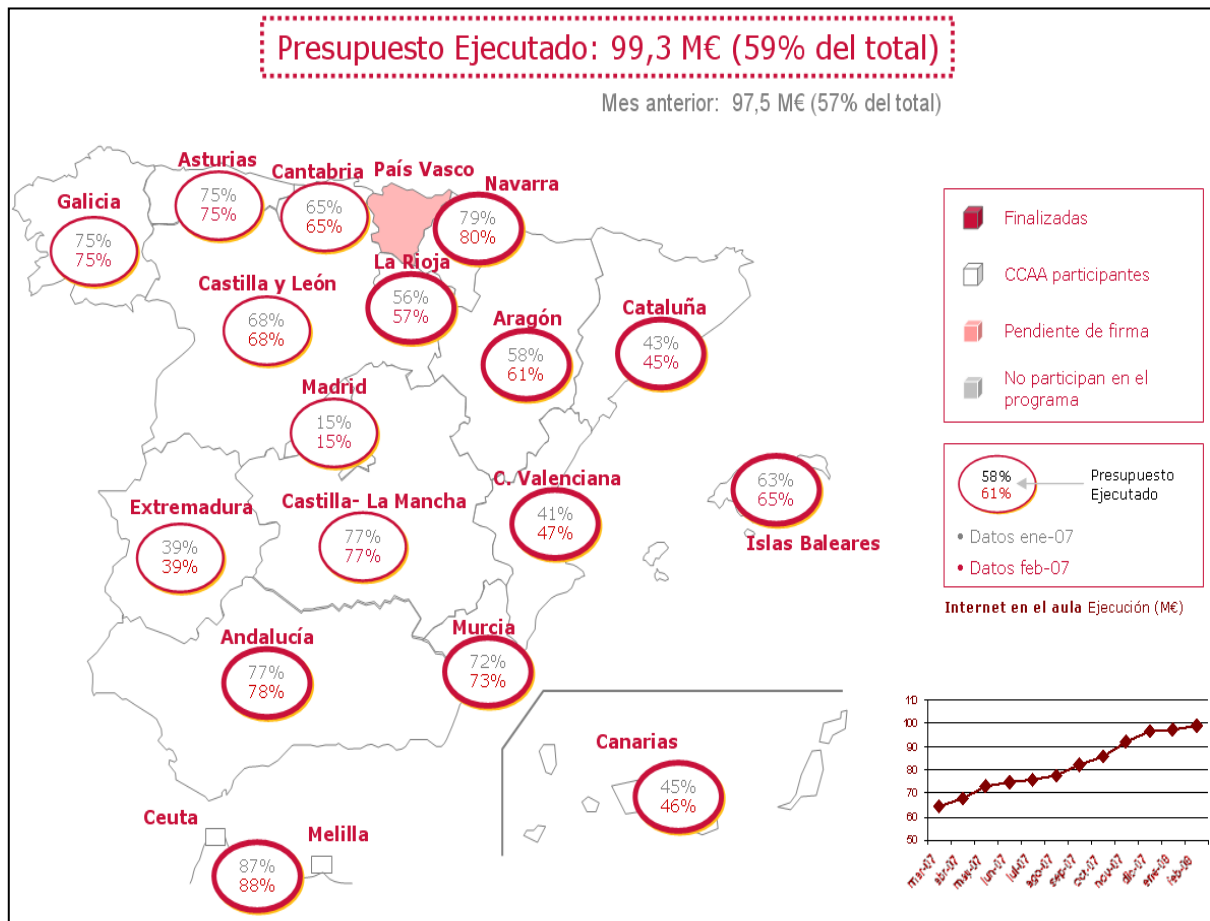 Presupuesto Ejecutado: 99,3 M€ (59% del total)
Mes anterior: 97,5 M€ (57% del total)
Asturias
75%
75%
Cantabria
65%
65%
País Vasco
Navarra
79%
80%
Galicia
75%
75%
La Rioja
56%
57%
Castilla y León
68%
68%
Aragón
58%
61%
Cataluña
43%
45%
Madrid
15%
15%
C. Valenciana
41%
47%
63%
65%
Islas Baleares
Extremadura
39%
39%
Castilla- La Mancha
77%
77%
Andalucía
77%
78%
Murcia
72%
73%
Canarias
45%
46%
Ceuta
Melilla
87%
88%
Finalizadas
CCAA participantes
Pendiente de firma
No participan en el
programa
58%
61%
Presupuesto
Ejecutado
• Datos ene-07
• Datos feb-07
Internet en el aula Ejecución (M€)
110
100
90
80
70
60
50
mar-07
abr-07
may-07
jun-07
jul-07
ago-07
sep-07
oct-07
nov-07
dic-07
ene-08
feb-08